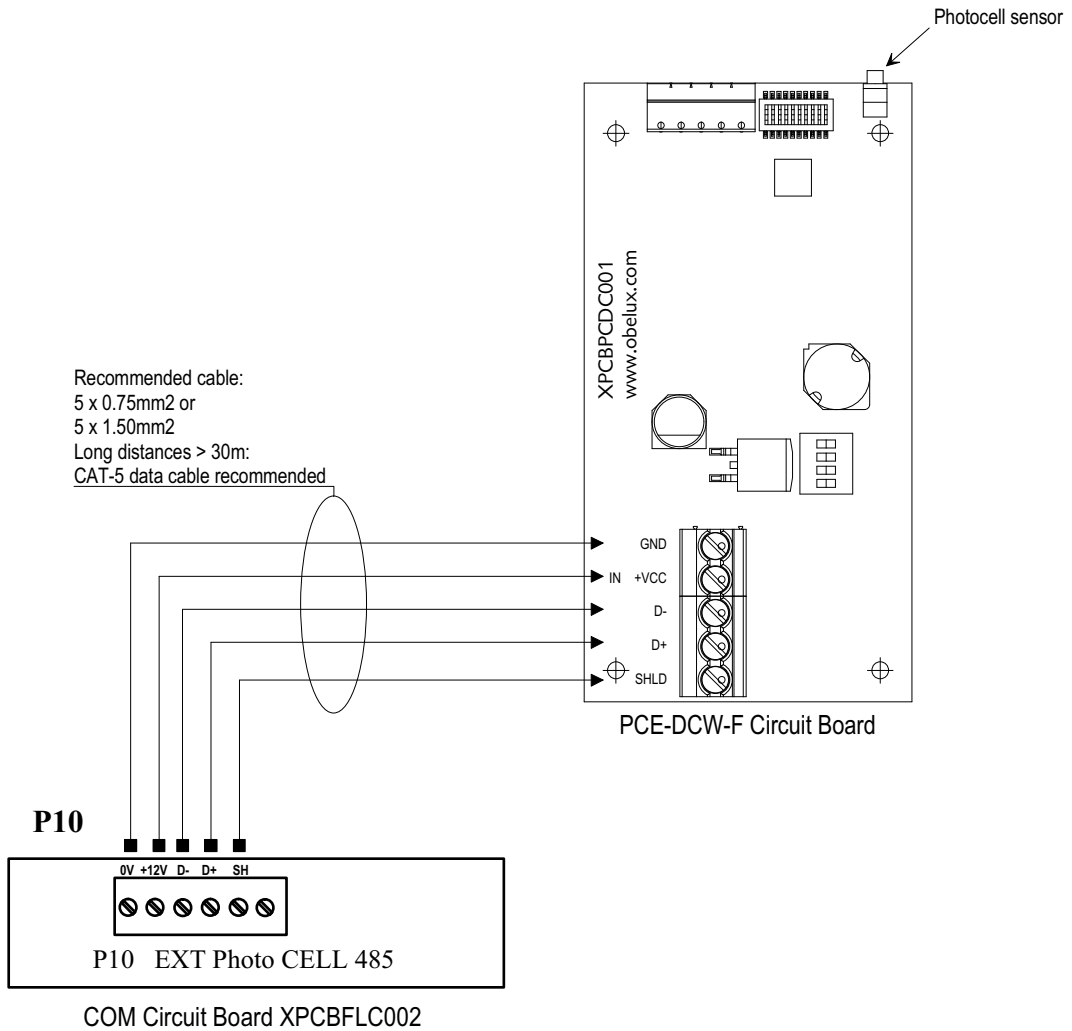 Photocell sensor
XPCBPCDC001
www.obelux.com
Recommended cable:
5 x 0.75mm2 or
5 x 1.50mm2
Long distances > 30m:
CAT-5 data cable recommended
GND
IN +VCC
D-
D+
SHLD
PCE-DCW-F Circuit Board
P10
0V +12V D- D+ SH
P10 EXT Photo CELL 485
COM Circuit Board XPCBFLC002